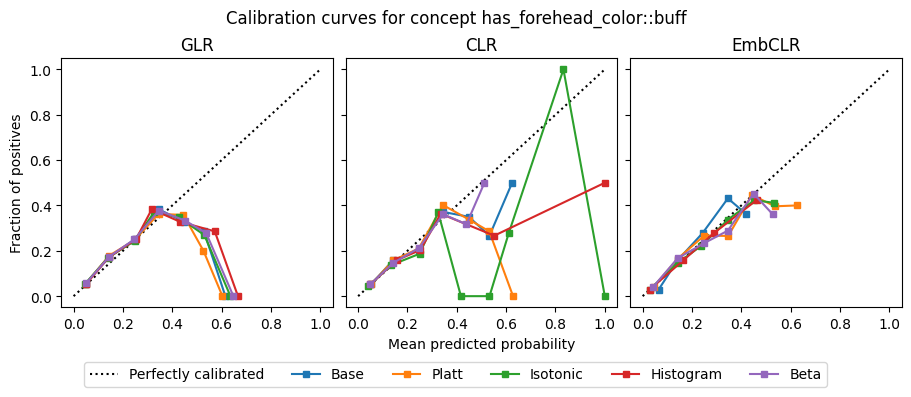 Calibration curves for concept has_forehead_color::buff
GLR
CLR
EmbCLR
Fraction of positives
1.0
0.8
0.6
0.4
0.2
0.0
0.0 0.2 0.4 0.6 0.8 1.0
0.0 0.2 0.4 0.6 0.8 1.0
0.0 0.2 0.4 0.6 0.8 1.0
Mean predicted probability
Perfectly calibrated Base Platt Isotonic Histogram Beta